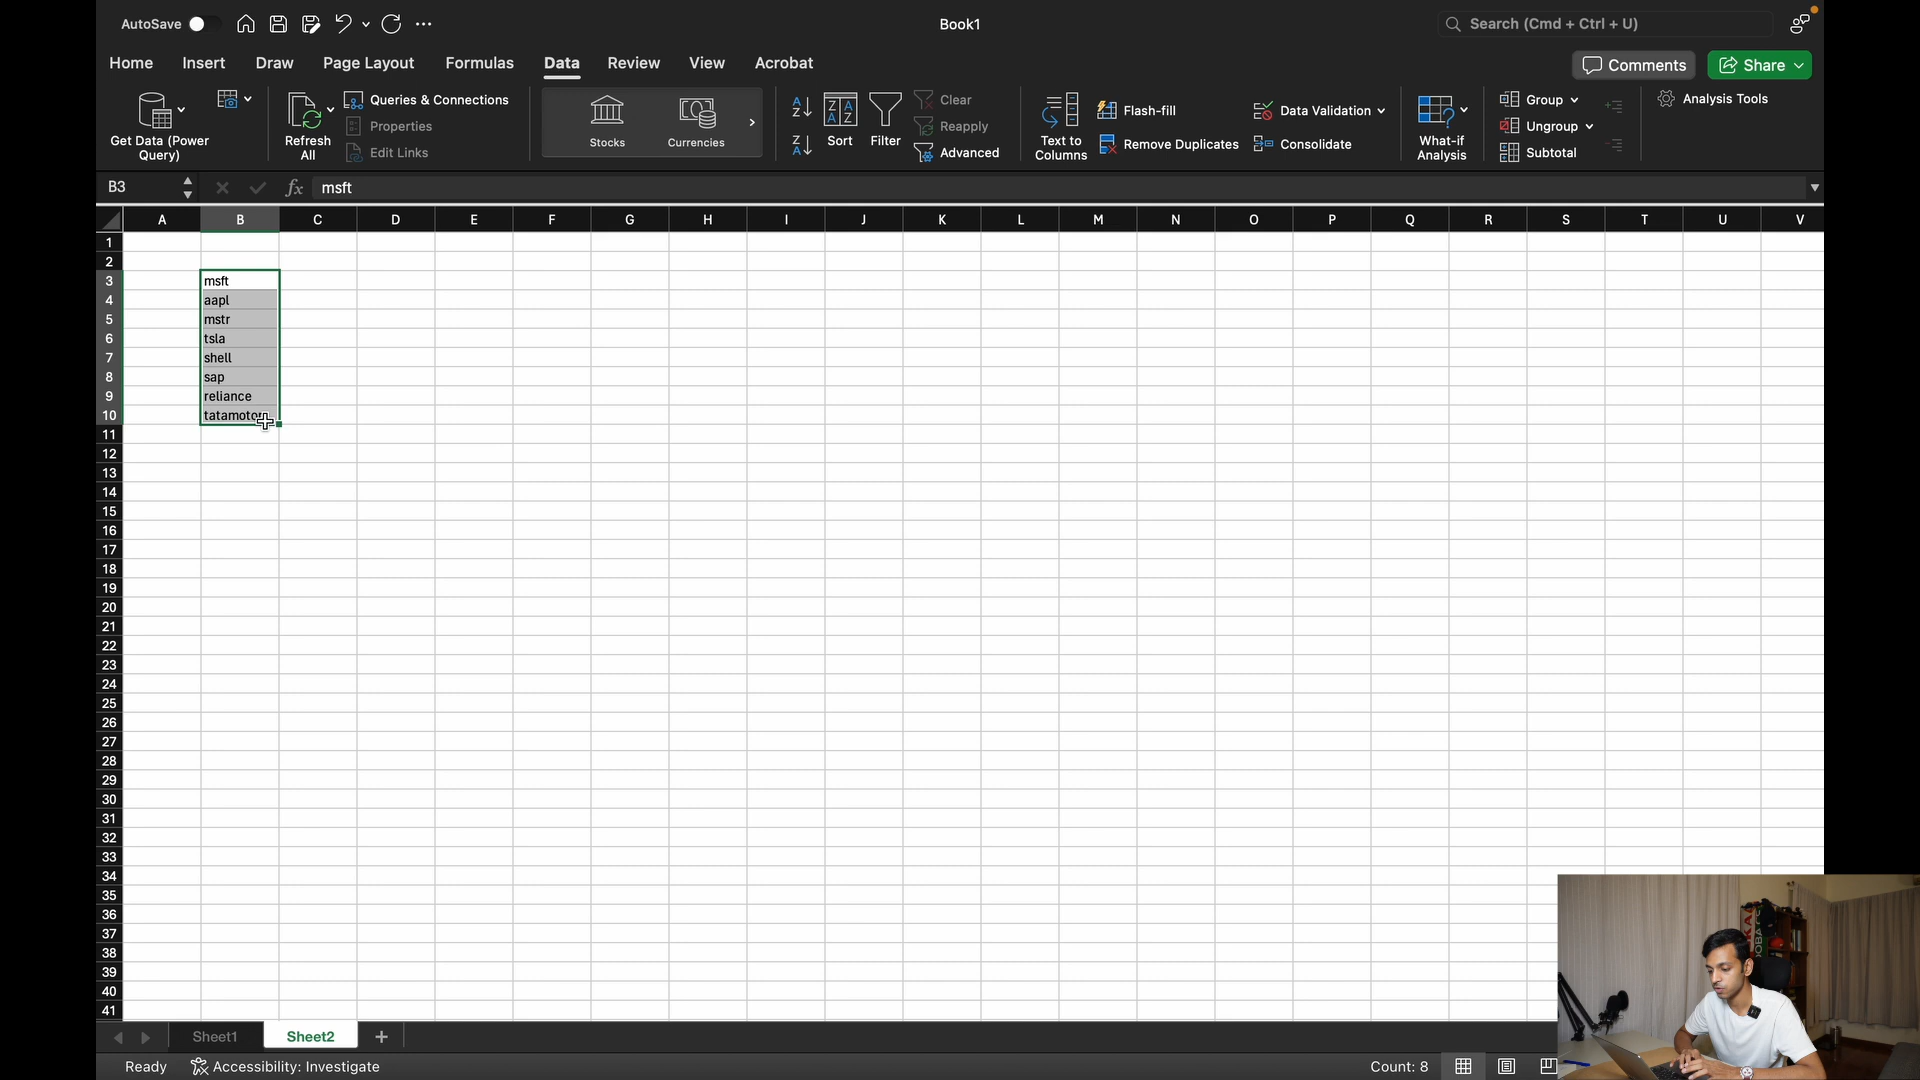 AutoSave
Book1
Search (Cmd + Ctrl + U)
Home Insert Draw Page Layout Formulas Data Review View Acrobat
Comments Share
Get Data (Power Query)
Refresh All
Queries & Connections
Properties
Edit Links
Stocks Currencies
Sort
Filter
Clear
Reapply
Advanced
Text to Columns
Flash-fill
Remove Duplicates
Data Validation
Consolidate
What-if Analysis
Group
Ungroup
Subtotal
Analysis Tools
B3 fx msft
A B C D E F G H I J K L M N O P Q R S T U V
1
2
3 msft
4 aapl
5 mstr
6 tsla
7 shell
8 sap
9 reliance
10
11
12
13
14
15
16
17
18
19
20
21
22
23
24
25
26
27
28
29
30
31
32
33
34
35
36
37
38
39
40
41
Sheet1 Sheet2
Ready Accessibility: Investigate Count: 8